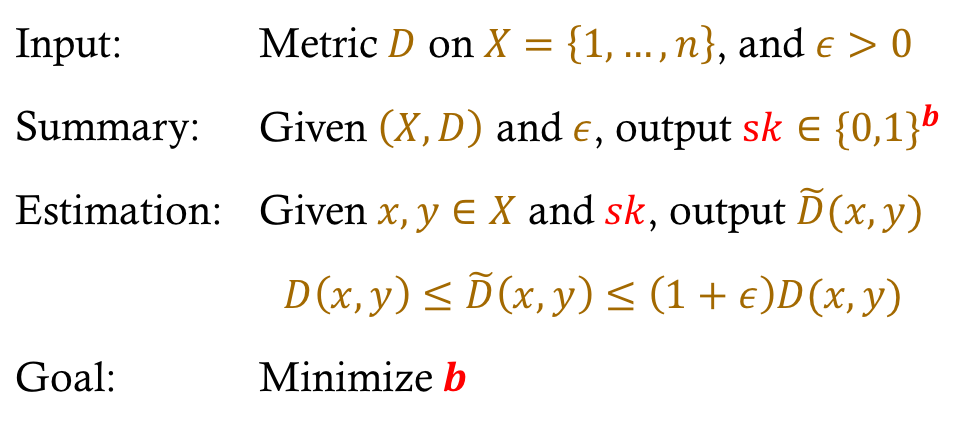 Input: Metric D on X = {1, … , n}, and ϵ > 0
Summary: Given (X, D) and ϵ, output sk ∈ {0,1}ᵇ
Estimation: Given x, y ∈ X and sk, output D̃(x, y)
D(x, y) ≤ D̃(x, y) ≤ (1 + ϵ)D(x, y)
Goal: Minimize b